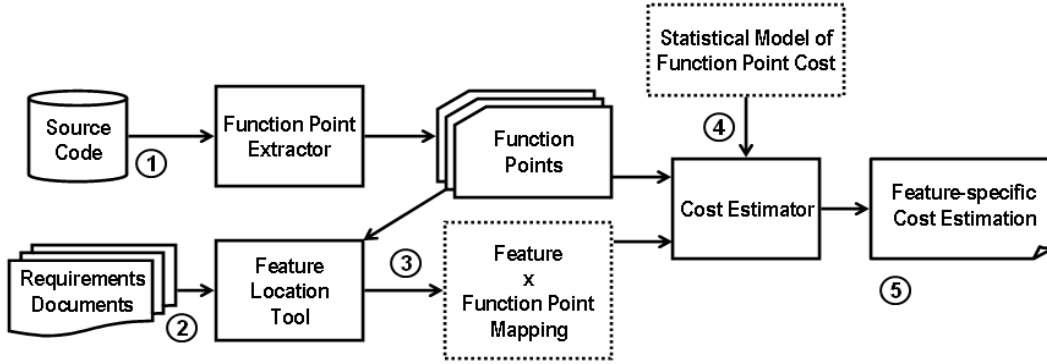 Statistical Model of
Function Point Cost
Source
Code
1
Function Point
Extractor
Function
Points
4
Cost Estimator
Feature-specific
Cost Estimation
Requirements
Documents
2
Feature
Location
Tool
3
Feature
x
Function Point
Mapping
5